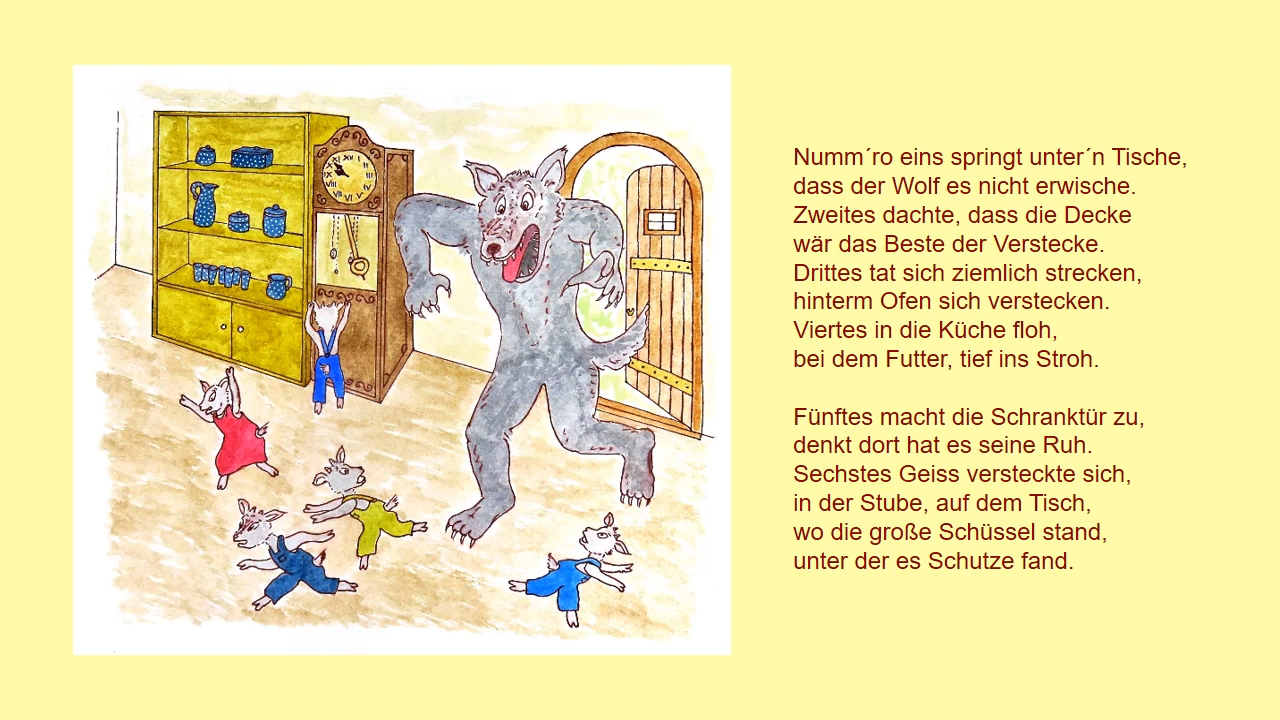 Numm´ro eins springt unter´n Tische,
dass der Wolf es nicht erwische.
Zweites dachte, dass die Decke
wär das Beste der Verstecke.
Drittes tat sich ziemlich strecken,
hinterm Ofen sich verstecken.
Viertes in die Küche floh,
bei dem Futter, tief ins Stroh.
Fünftes macht die Schranktür zu,
denkt dort hat es seine Ruh.
Sechstes Geiss versteckte sich,
in der Stube, auf dem Tisch,
wo die große Schüssel stand,
unter der es Schutze fand.